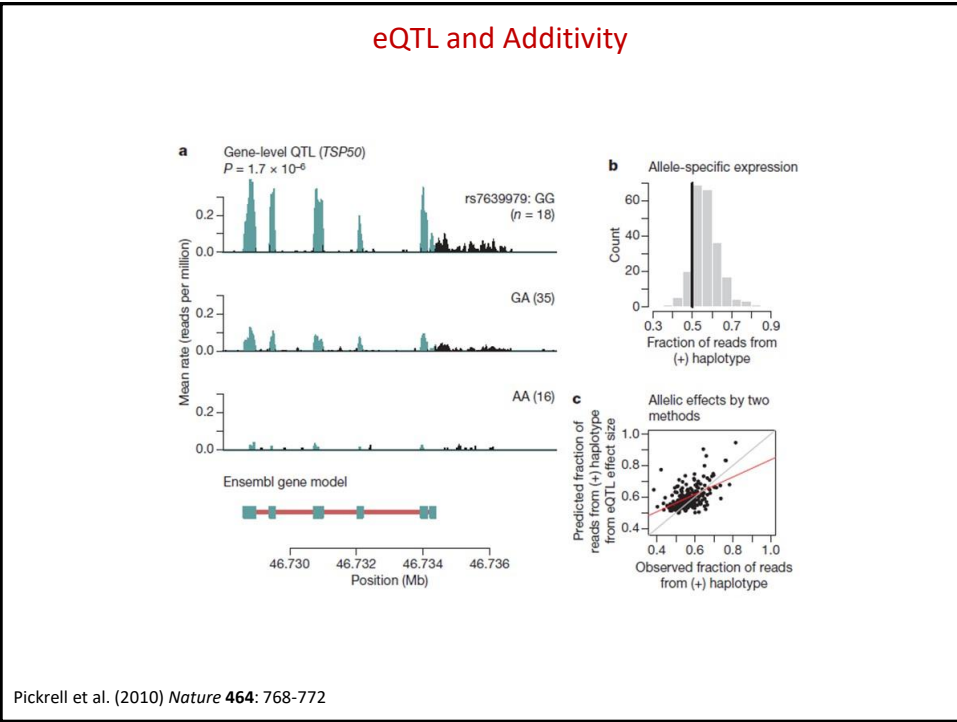 eQTL and Additivity
a
Gene-level QTL (TSP50)
P = 1.7 × 10⁻⁶
rs7639979: GG
(n = 18)
0.2
0.0
GA (35)
0.2
0.0
AA (16)
0.2
0.0
Mean rate (reads per million)
Ensembl gene model
46.730 46.732 46.734 46.736
Position (Mb)
b
Allele-specific expression
60
40
20
0
Count
0.3 0.5 0.7 0.9
Fraction of reads from
(+) haplotype
c
Allelic effects by two
methods
1.0
0.8
0.6
0.4
Predicted fraction of
reads from (+) haplotype
from eQTL effect size
0.4 0.6 0.8 1.0
Observed fraction of reads
from (+) haplotype
Pickrell et al. (2010) Nature 464: 768-772